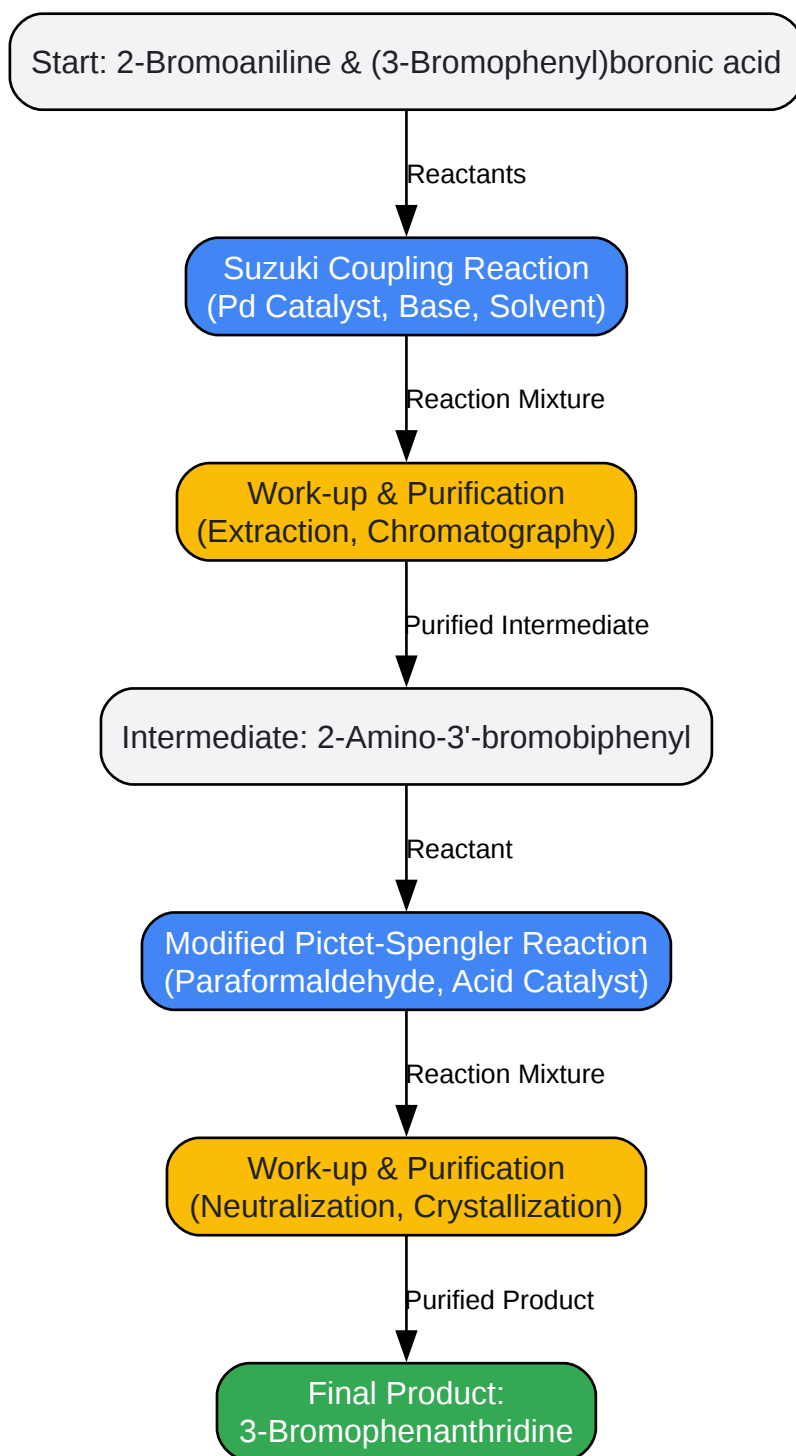 Start: 2-Bromoaniline & (3-Bromophenyl)boronic acid
Reactants
Suzuki Coupling Reaction
(Pd Catalyst, Base, Solvent)
Reaction Mixture
Work-up & Purification
(Extraction, Chromatography)
Purified Intermediate
Intermediate: 2-Amino-3'-bromobiphenyl
Reactant
Modified Pictet-Spengler Reaction
(Paraformaldehyde, Acid Catalyst)
Reaction Mixture
Work-up & Purification
(Neutralization, Crystallization)
Purified Product
Final Product:
3-Bromophenanthridine